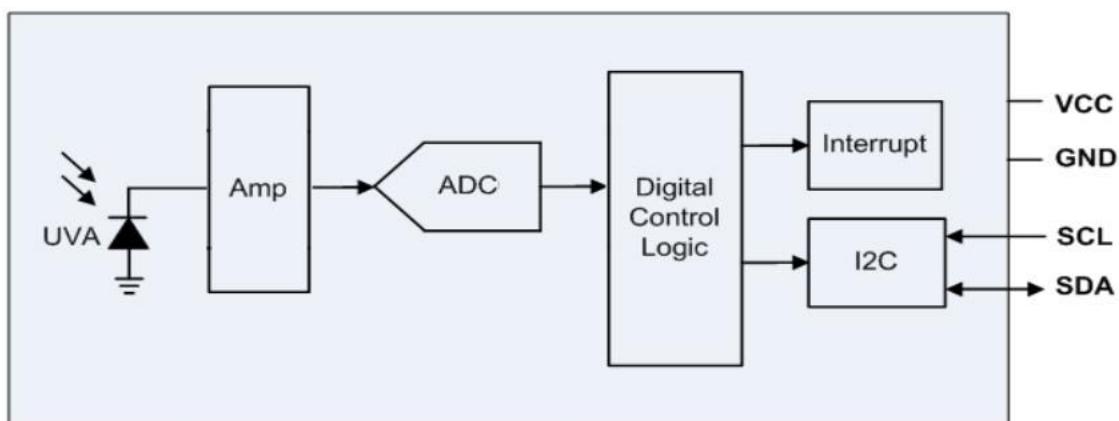 UVA
Amp
ADC
Digital
Control
Logic
Interrupt
I2C
VCC
GND
SCL
SDA